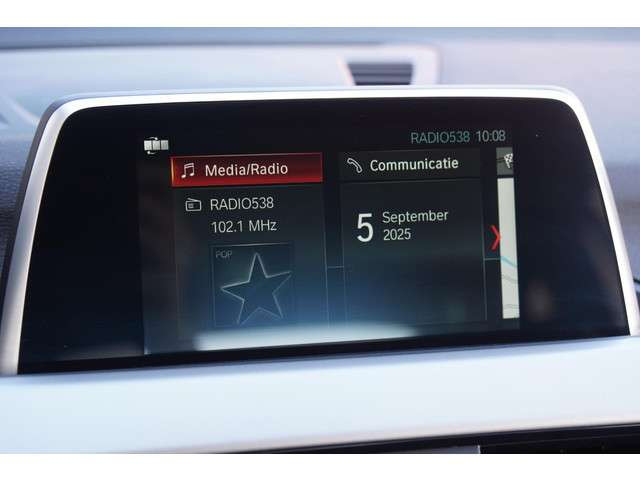 RADIO538 10:08
Media/Radio
RADIO538
102.1 MHz
POP
Communicatie
5 September
2025